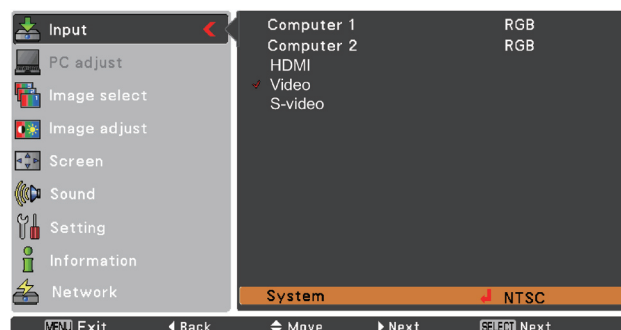 Input
PC adjust
Image select
Image adjust
Screen
Sound
Setting
Information
Network
Computer 1 RGB
Computer 2 RGB
HDMI
Video
S-video
System NTSC
MENU Exit Back Move Next SELECT Next